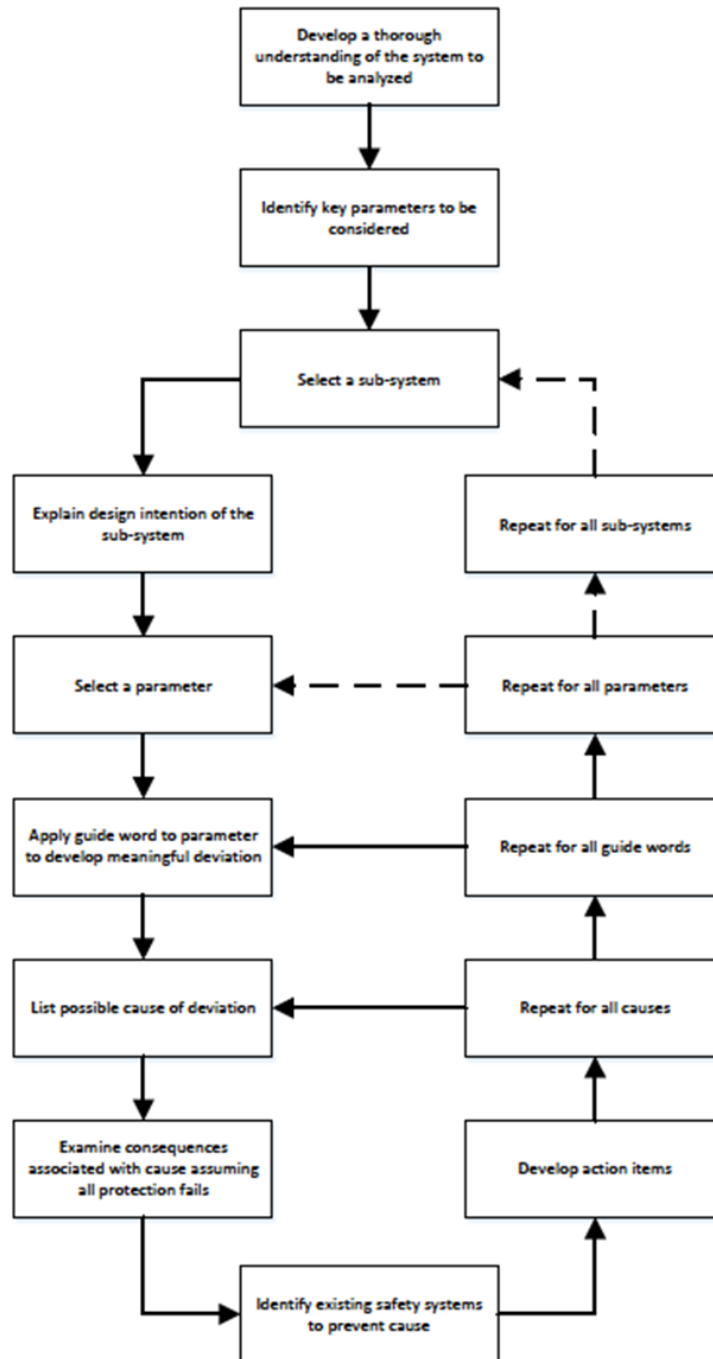 Develop a thorough
understanding of the system to
be analyzed
Identify key parameters to be
considered
Select a sub-system
Explain design intention of the
sub-system
Repeat for all sub-systems
Select a parameter
Repeat for all parameters
Apply guide word to parameter
to develop meaningful deviation
Repeat for all guide words
List possible cause of deviation
Repeat for all causes
Examine consequences
associated with cause assuming
all protection fails
Develop action items
Identify existing safety systems
to prevent cause